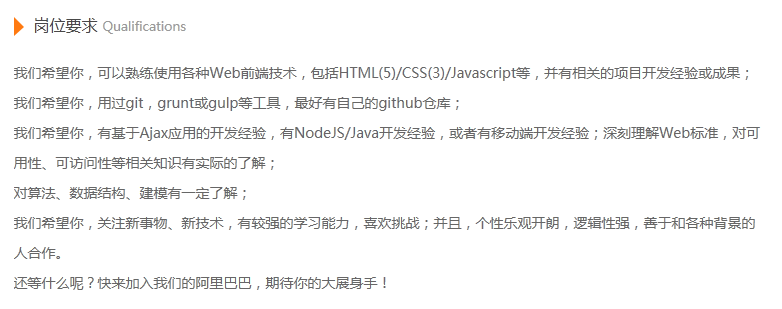 岗位要求 Qualifications
我们希望你，可以熟练使用各种Web前端技术，包括HTML(5)/CSS(3)/Javascript等，并有相关的项目开发经验或成果；
我们希望你，用过git，grunt或gulp等工具，最好有自己的github仓库；
我们希望你，有基于Ajax应用的开发经验，有NodeJS/Java开发经验，或者有移动端开发经验；深刻理解Web标准，对可
用性、可访问性等相关知识有实际的了解；
对算法、数据结构、建模有一定了解；
我们希望你，关注新事物、新技术，有较强的学习能力，喜欢挑战；并且，个性乐观开朗，逻辑性强，善于和各种背景的
人合作。
还等什么呢？快来加入我们的阿里巴巴，期待你的大展身手！